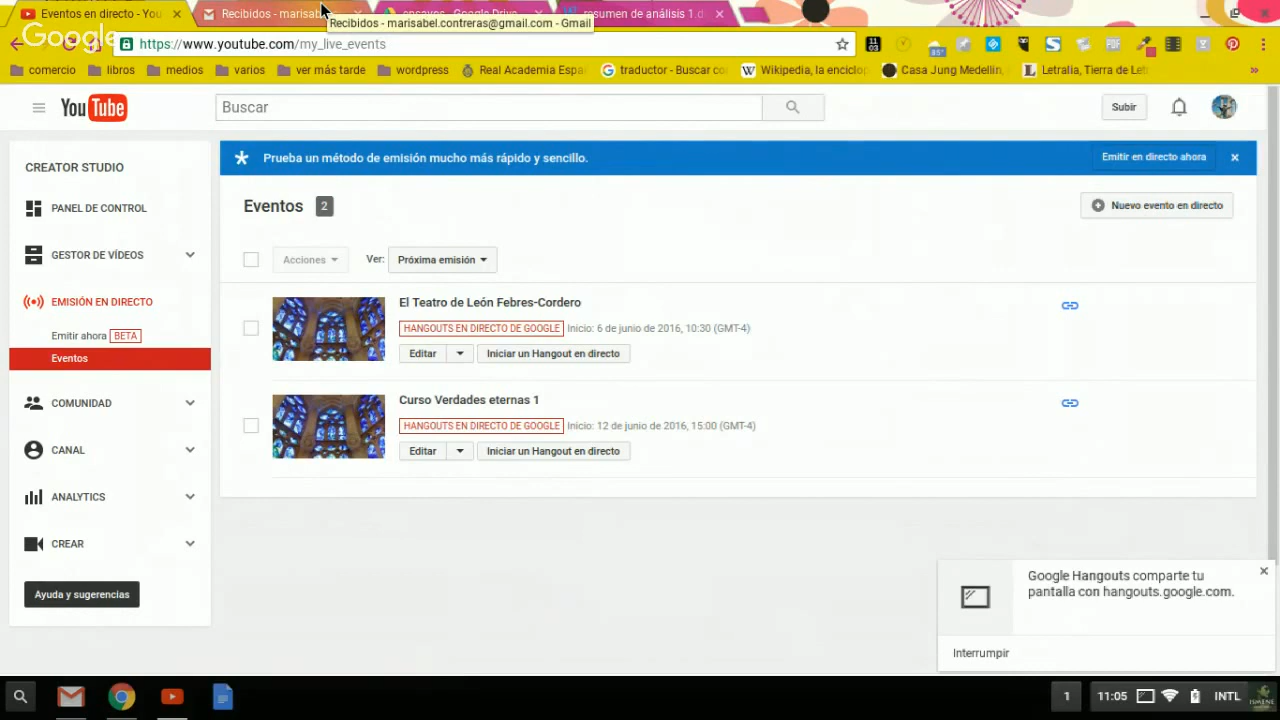 Eventos en directo - You
Recibidos - marisab
ensayos - Google Drive
resumen de análisis 1.d
Recibidos - marisabel.contreras@gmail.com - Gmail
Google
https://www.youtube.com/my_live_events
comercio
libros
medios
varios
ver más tarde
wordpress
Real Academia Espa
traductor - Buscar co
Wikipedia, la enciclop
Casa Jung Medellin,
Letralia, Tierra de Let
YouTube
Buscar
Subir
CREATOR STUDIO
PANEL DE CONTROL
GESTOR DE VÍDEOS
EMISIÓN EN DIRECTO
Emitir ahora BETA
Eventos
COMUNIDAD
CANAL
ANALYTICS
CREAR
Ayuda y sugerencias
Prueba un método de emisión mucho más rápido y sencillo.
Emitir en directo ahora
Eventos 2
Nuevo evento en directo
Acciones
Ver:
Próxima emisión
El Teatro de León Febres-Cordero
HANGOUTS EN DIRECTO DE GOOGLE Inicio: 6 de junio de 2016, 10:30 (GMT-4)
Editar
Iniciar un Hangout en directo
Curso Verdades eternas 1
HANGOUTS EN DIRECTO DE GOOGLE Inicio: 12 de junio de 2016, 15:00 (GMT-4)
Editar
Iniciar un Hangout en directo
Google Hangouts comparte tu
pantalla con hangouts.google.com.
Interrumpir
1
11:05
INTL